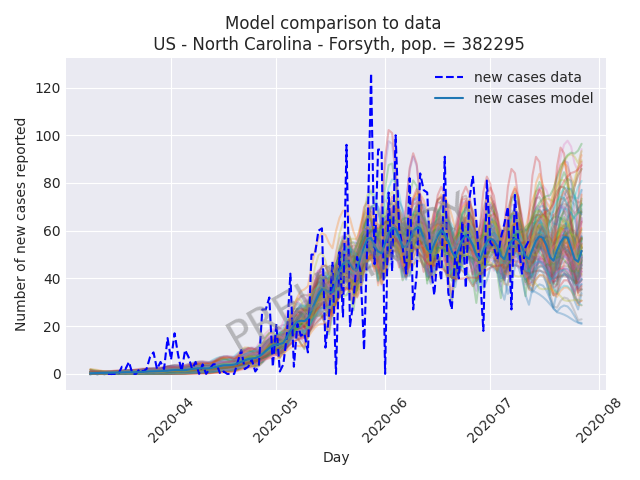 Model comparison to data
US - North Carolina - Forsyth, pop. = 382295
new cases data
new cases model
Number of new cases reported
120
100
80
60
40
20
0
2020-04
2020-05
2020-06
2020-07
2020-08
Day